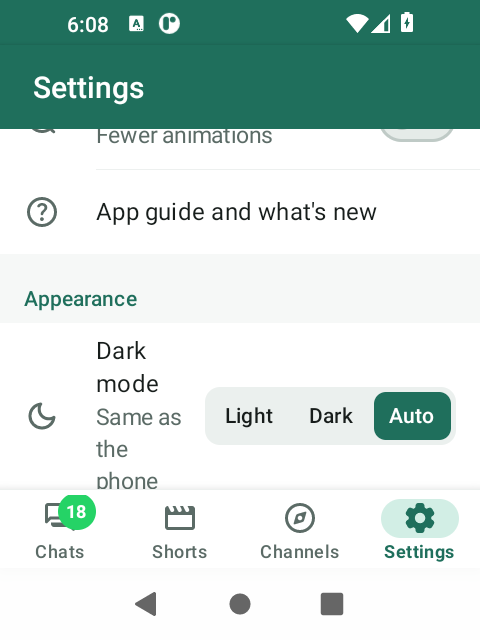 6:08
Settings
Fewer animations
App guide and what's new
Appearance
Dark
mode
Same as
the
phone
Light
Dark
Auto
18
Chats
Shorts
Channels
Settings